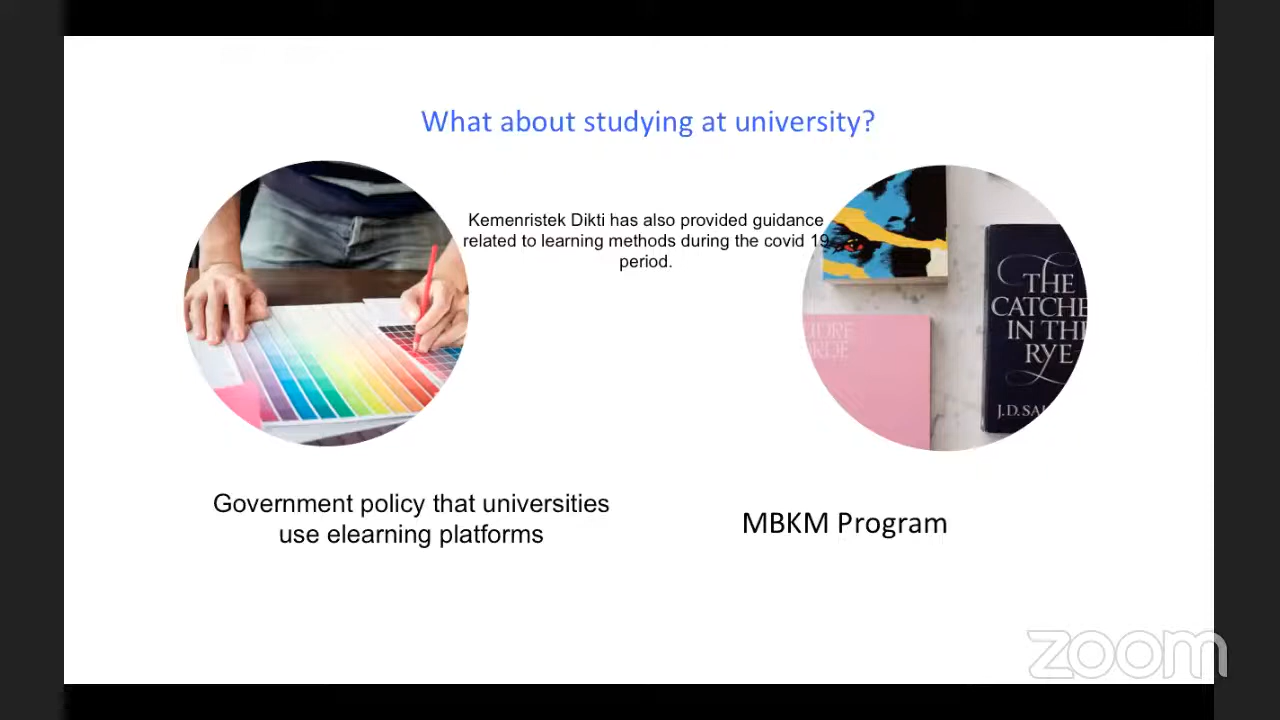 What about studying at university?
Kemenristek Dikti has also provided guidance
related to learning methods during the covid 19
period.
THE
CATCHE
IN THE
RYE
J.D. SAL
Government policy that universities
use elearning platforms
MBKM Program
zoom